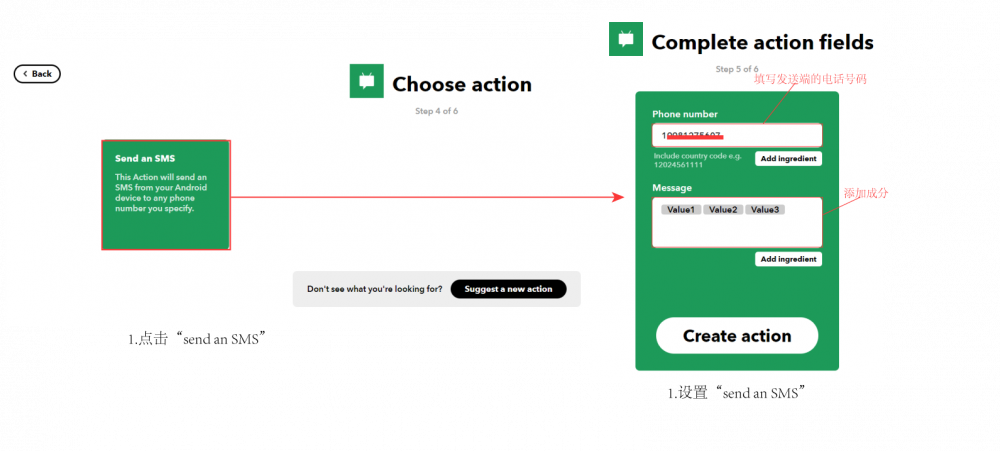 Back
Choose action
Step 4 of 6
Send an SMS
This Action will send an
SMS from your Android
device to any phone
number you specify.
Don't see what you're looking for?
Suggest a new action
1.点击“send an SMS”
Complete action fields
Step 5 of 6
填写发送端的电话号码
Phone number
Include country code e.g.
12024561111
Add ingredient
Message
添加成分
Value1 Value2 Value3
Add ingredient
Create action
1.设置“send an SMS”